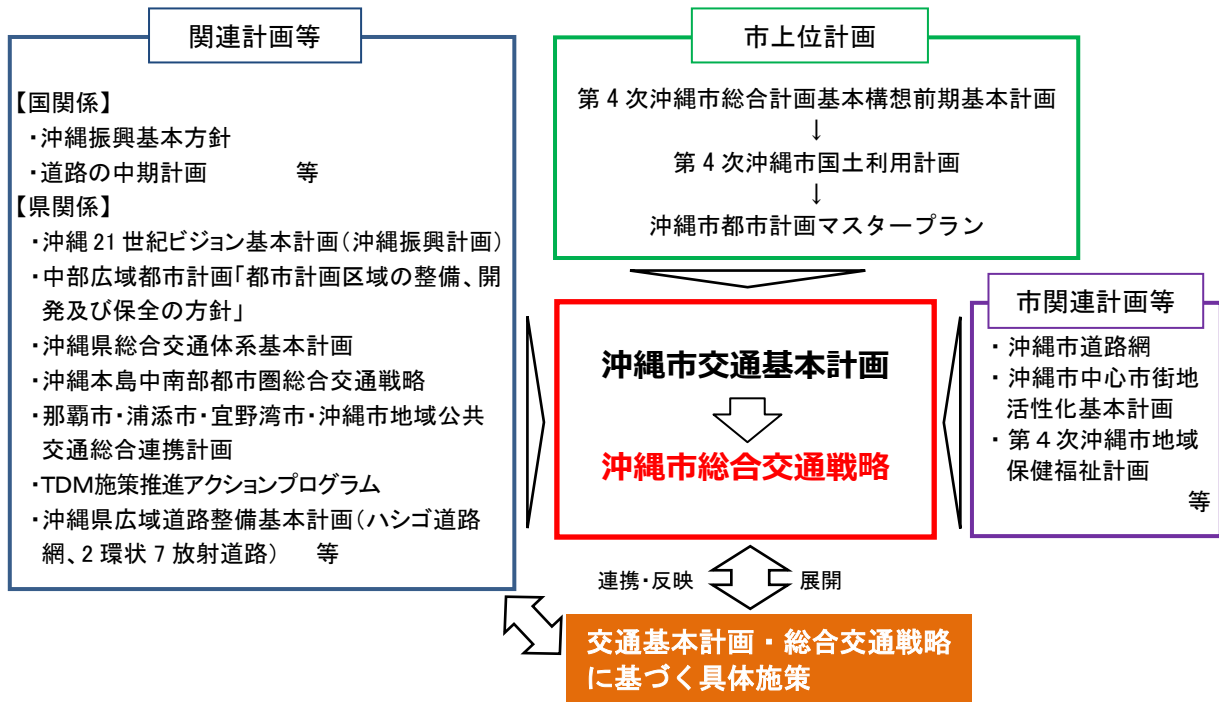 関連計画等
【国関係】
・沖縄振興基本方針
・道路の中期計画 等
【県関係】
・沖縄21世紀ビジョン基本計画(沖縄振興計画)
・中部広域都市計画「都市計画区域の整備、開
発及び保全の方針」
・沖縄県総合交通体系基本計画
・沖縄本島中南部都市圏総合交通戦略
・那覇市・浦添市・宜野湾市・沖縄市地域公共
交通総合連携計画
・TDM施策推進アクションプログラム
・沖縄県広域道路整備基本計画(ハシゴ道路
網、2環状7放射道路) 等
市上位計画
第4次沖縄市総合計画基本構想前期基本計画
↓
第4次沖縄市国土利用計画
↓
沖縄市都市計画マスタープラン
沖縄市交通基本計画
沖縄市総合交通戦略
市関連計画等
・沖縄市道路網
・沖縄市中心市街地
活性化基本計画
・第4次沖縄市地域
保健福祉計画
等
連携・反映 展開
交通基本計画・総合交通戦略
に基づく具体施策